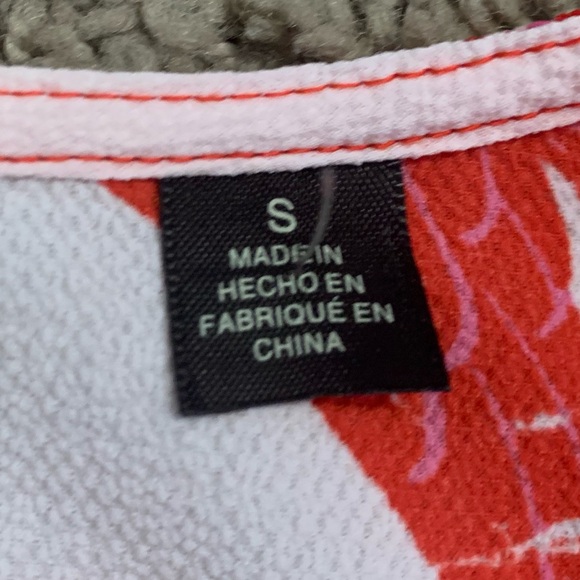 S
MADE IN
HECHO EN
FABRIQUÉ EN
CHINA